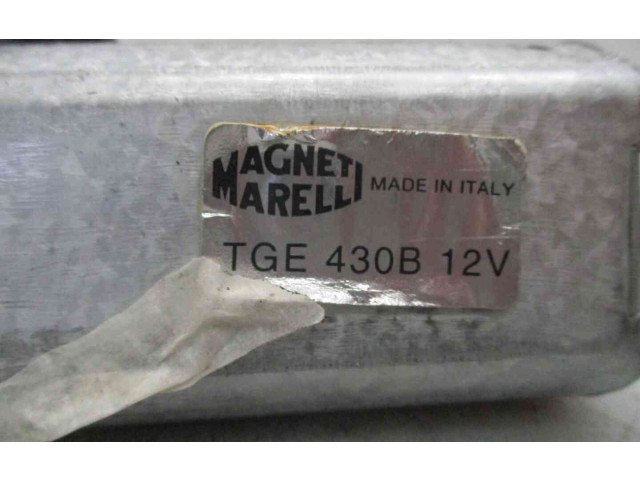 MAGNETI
MARELLI MADE IN ITALY
TGE 430B 12V